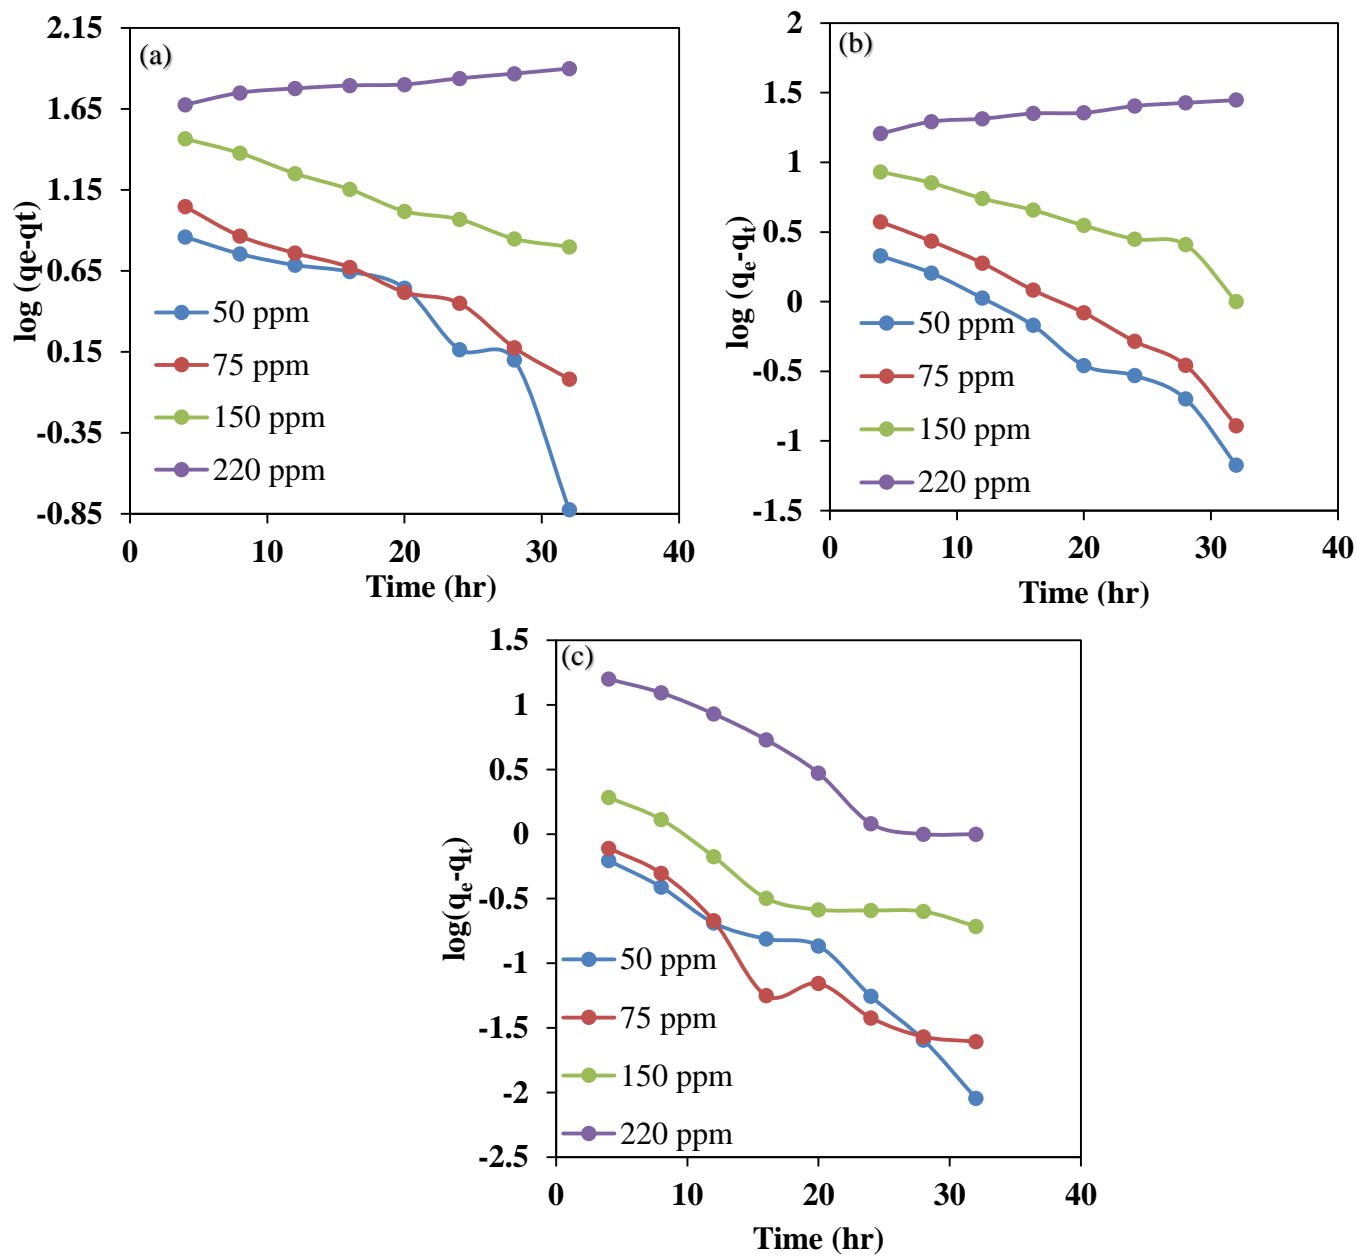 (a)
2.15
1.65
1.15
0.65
0.15
-0.35
-0.85
log (qe-qt)
50 ppm
75 ppm
150 ppm
220 ppm
0 10 20 30 40
Time (hr)
(b)
2
1.5
1
0.5
0
-0.5
-1
-1.5
log (qe-qt)
50 ppm
75 ppm
150 ppm
220 ppm
0 10 20 30 40
Time (hr)
(c)
1.5
1
0.5
0
-0.5
-1
-1.5
-2
-2.5
log(qe-qt)
50 ppm
75 ppm
150 ppm
220 ppm
0 10 20 30 40
Time (hr)